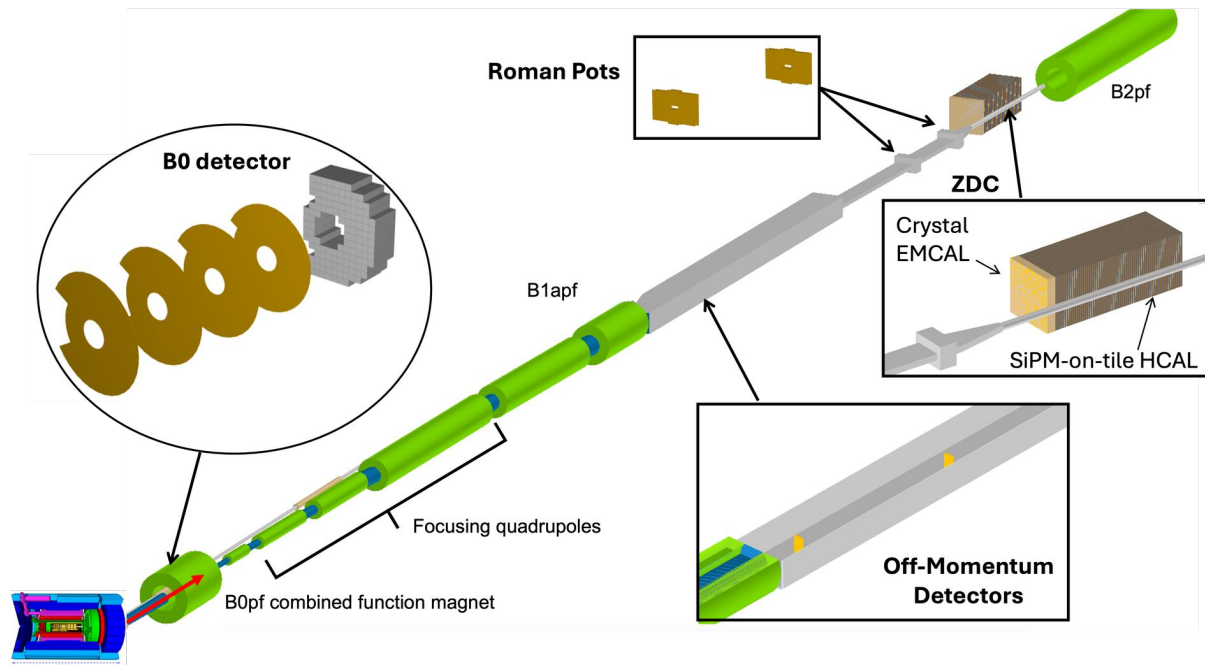 Roman Pots
B2pf
B0 detector
ZDC
Crystal
EMCAL
B1apf
SiPM-on-tile HCAL
Focusing quadrupoles
Off-Momentum
Detectors
B0pf combined function magnet